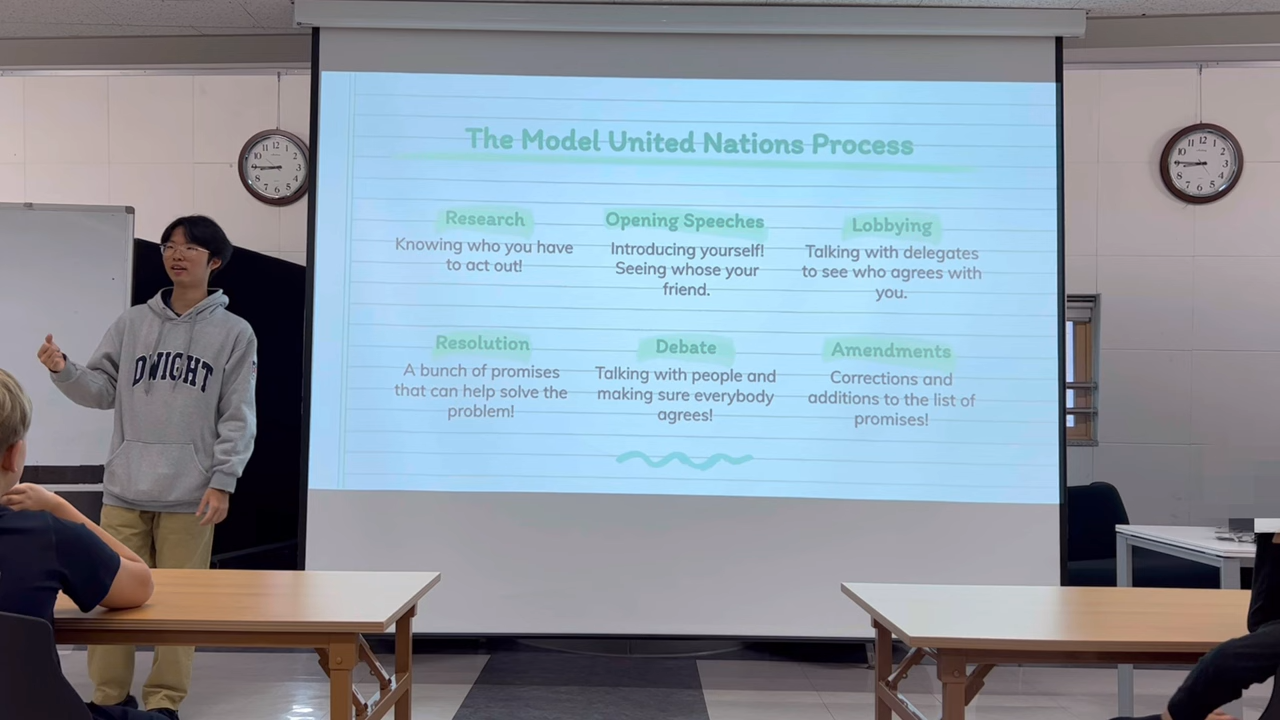 The Model United Nations Process
Research
Knowing who you have
to act out!
Opening Speeches
Introducing yourself!
Seeing whose your
friend.
Lobbying
Talking with delegates
to see who agrees with
you.
Resolution
A bunch of promises
that can help solve the
problem!
Debate
Talking with people and
making sure everybody
agrees!
Amendments
Corrections and
additions to the list of
promises!
DWIGHT